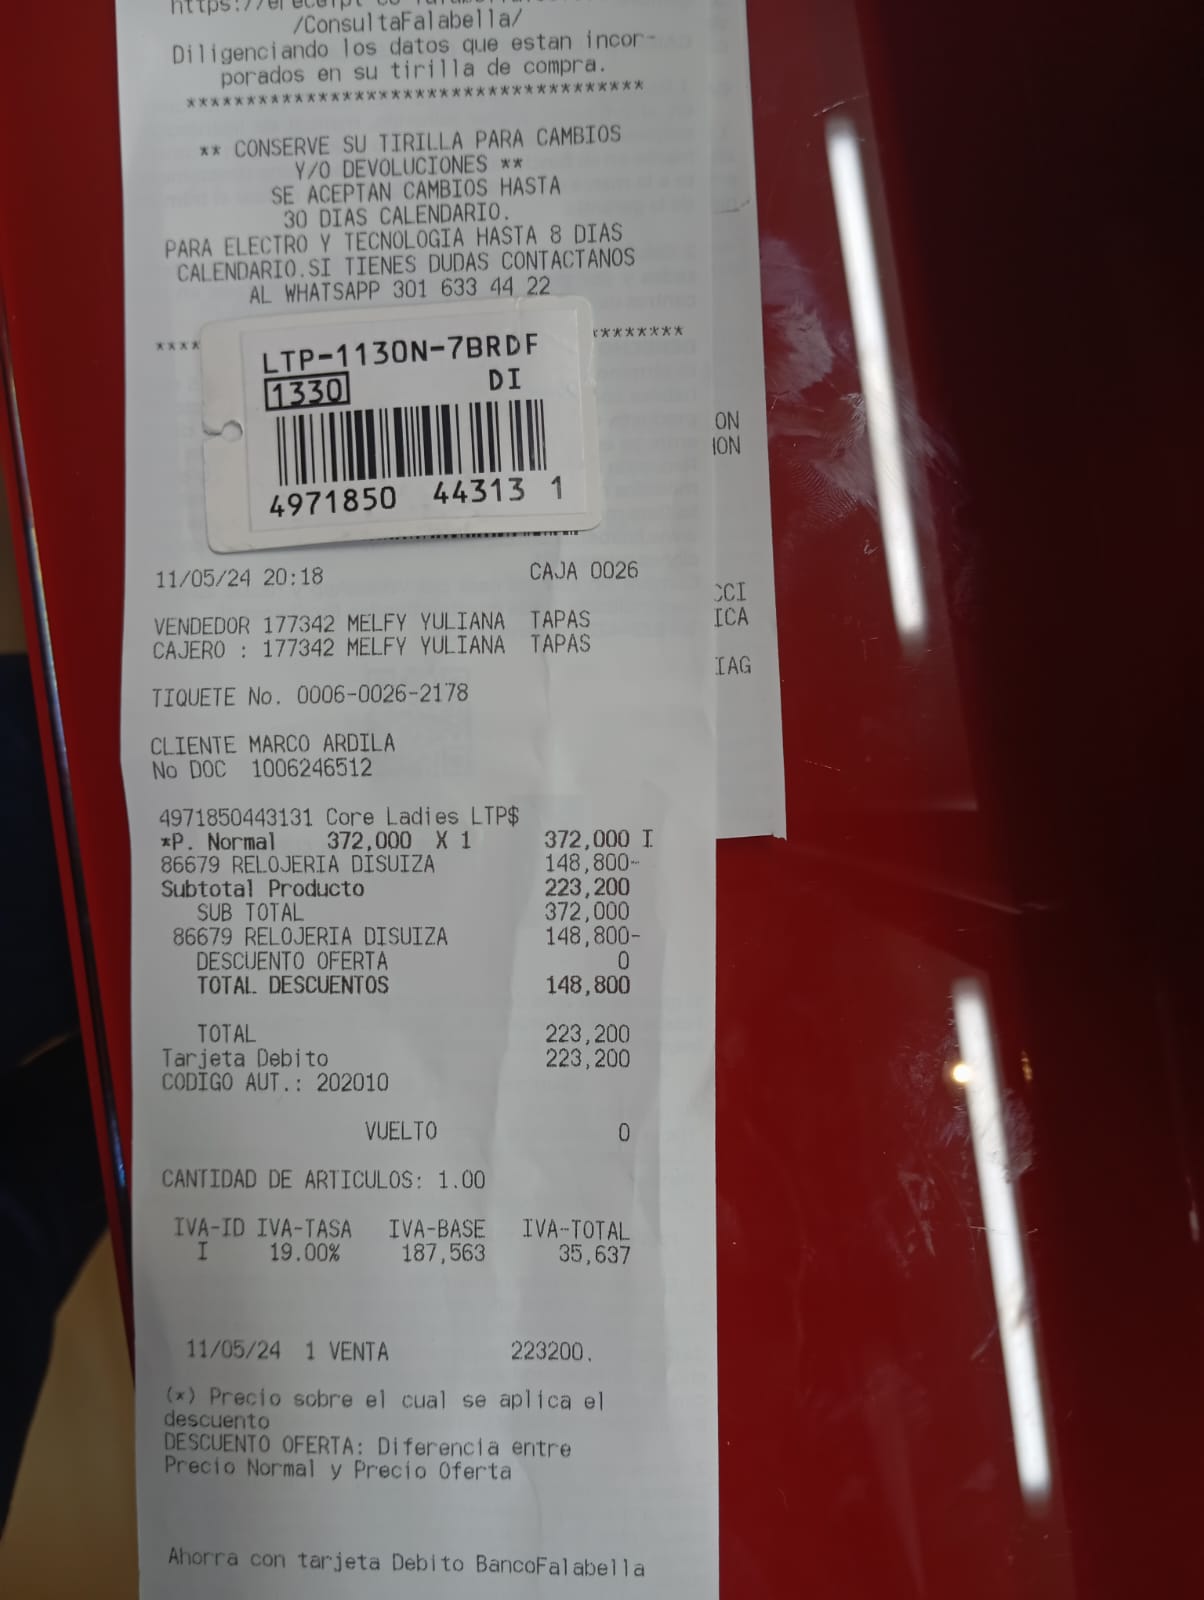 /ConsultaFalabella/
Diligenciando los datos que estan incor-
porados en su tirilla de compra.
**************************************
** CONSERVE SU TIRILLA PARA CAMBIOS
Y/O DEVOLUCIONES **
SE ACEPTAN CAMBIOS HASTA
30 DIAS CALENDARIO.
PARA ELECTRO Y TECNOLOGIA HASTA 8 DIAS
CALENDARIO.SI TIENES DUDAS CONTACTANOS
AL WHATSAPP 301 633 44 22
**** ********
LTP-1130N-7BRDF
1330 DI
4971850 44313 1
ON
ION
11/05/24 20:18 CAJA 0026
CCI
VENDEDOR 177342 MELFY YULIANA TAPAS
ICA
CAJERO : 177342 MELFY YULIANA TAPAS
IAG
TIQUETE No. 0006-0026-2178
CLIENTE MARCO ARDILA
No DOC 1006246512
4971850443131 Core Ladies LTP$
*P. Normal 372,000 X 1 372,000 I
86679 RELOJERIA DISUIZA 148,800-
Subtotal Producto 223,200
SUB TOTAL 372,000
86679 RELOJERIA DISUIZA 148,800-
DESCUENTO OFERTA 0
TOTAL DESCUENTOS 148,800
TOTAL 223,200
Tarjeta Debito 223,200
CODIGO AUT.: 202010
VUELTO 0
CANTIDAD DE ARTICULOS: 1.00
IVA-ID IVA-TASA IVA-BASE IVA-TOTAL
I 19.00% 187,563 35,637
11/05/24 1 VENTA 223200.
(*) Precio sobre el cual se aplica el
descuento
DESCUENTO OFERTA: Diferencia entre
Precio Normal y Precio Oferta
Ahorra con tarjeta Debito BancoFalabella